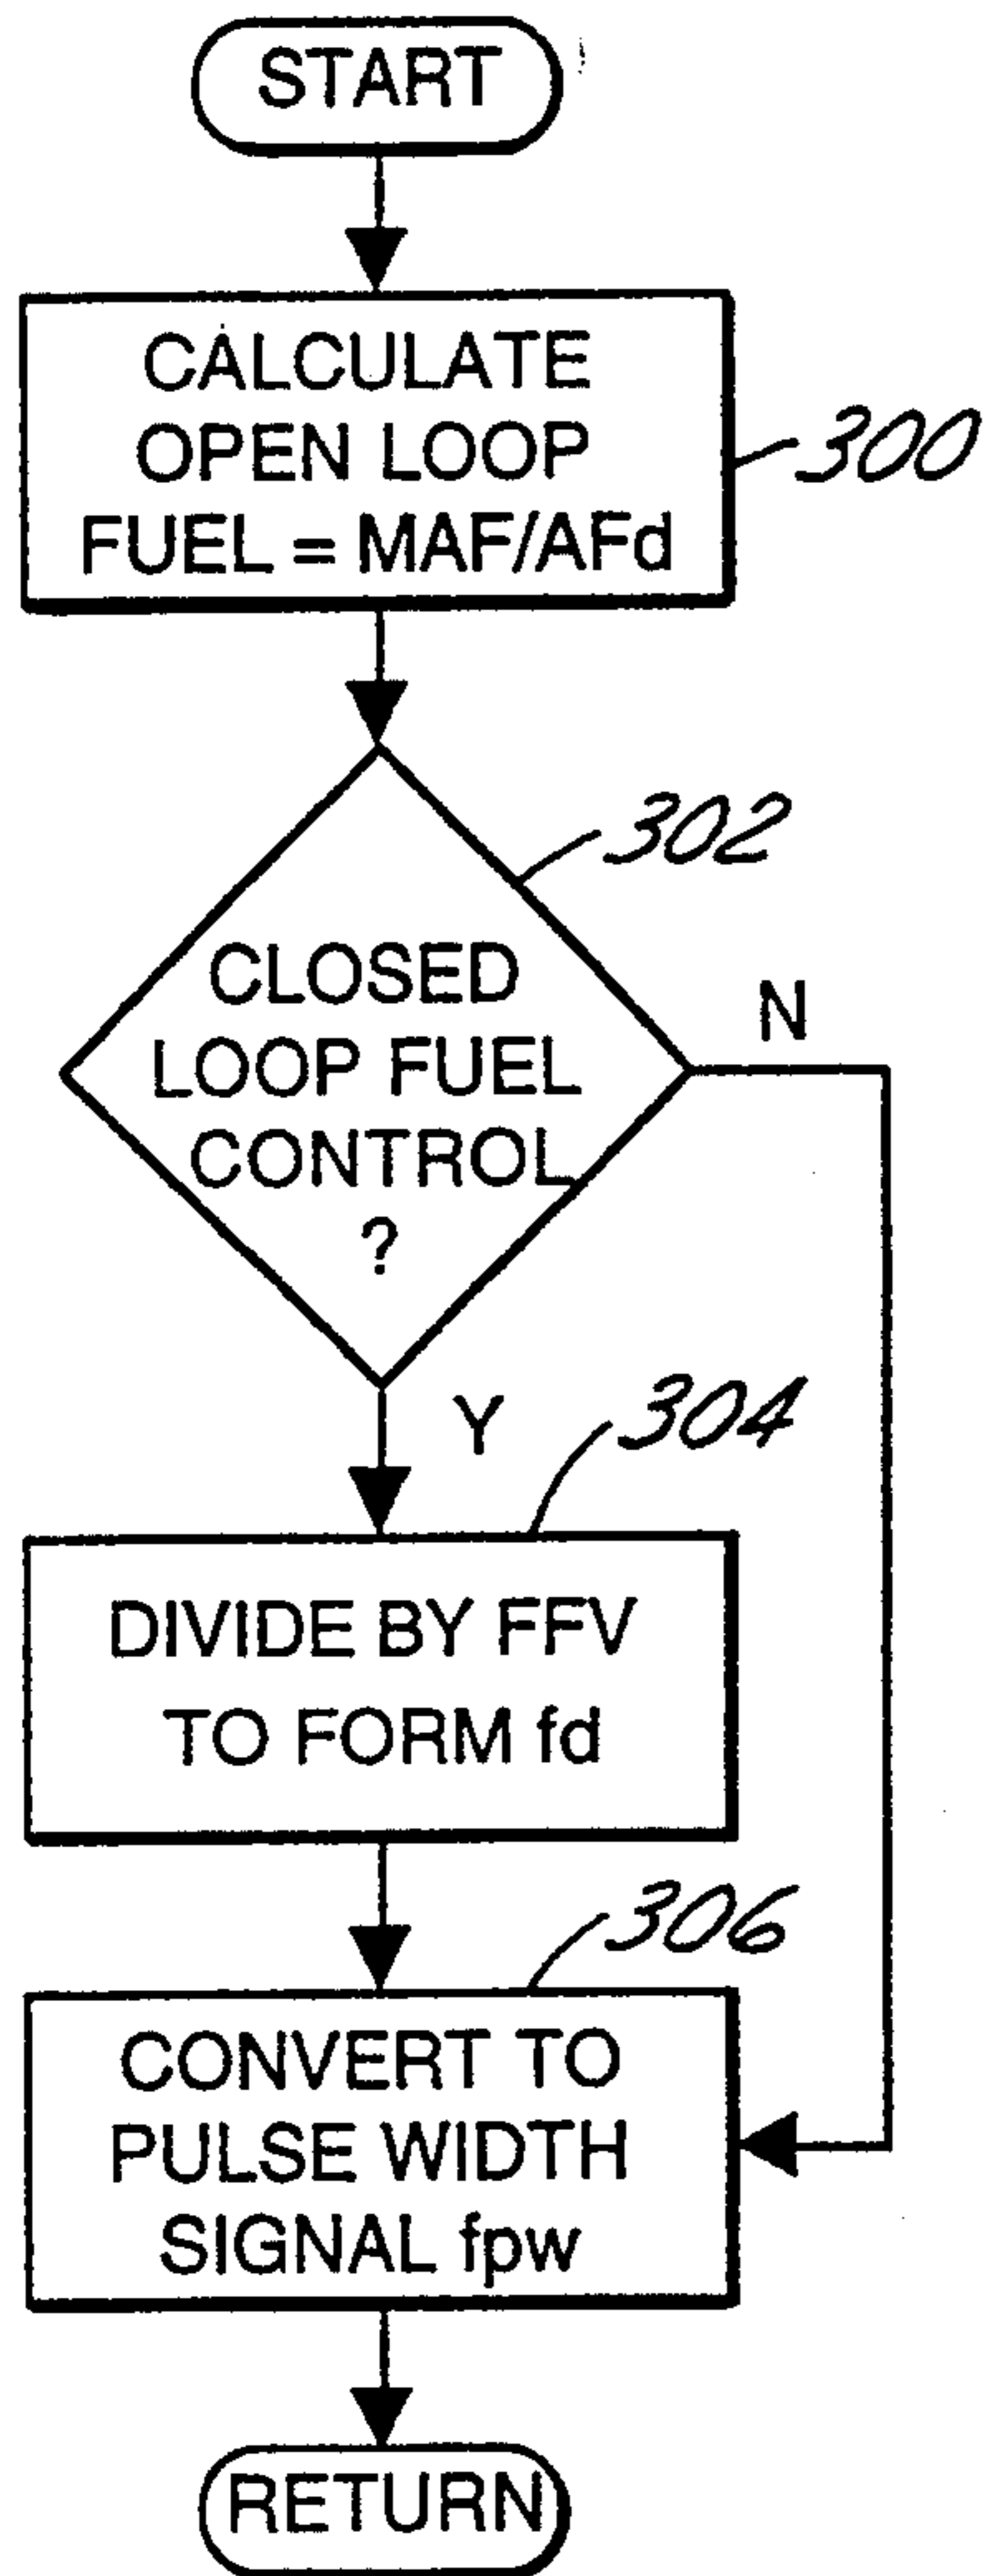 START
CALCULATE
OPEN LOOP
FUEL = MAF/AFd
300
302
CLOSED
LOOP FUEL
CONTROL
?
N
Y
304
DIVIDE BY FFV
TO FORM fd
306
CONVERT TO
PULSE WIDTH
SIGNAL fpw
RETURN